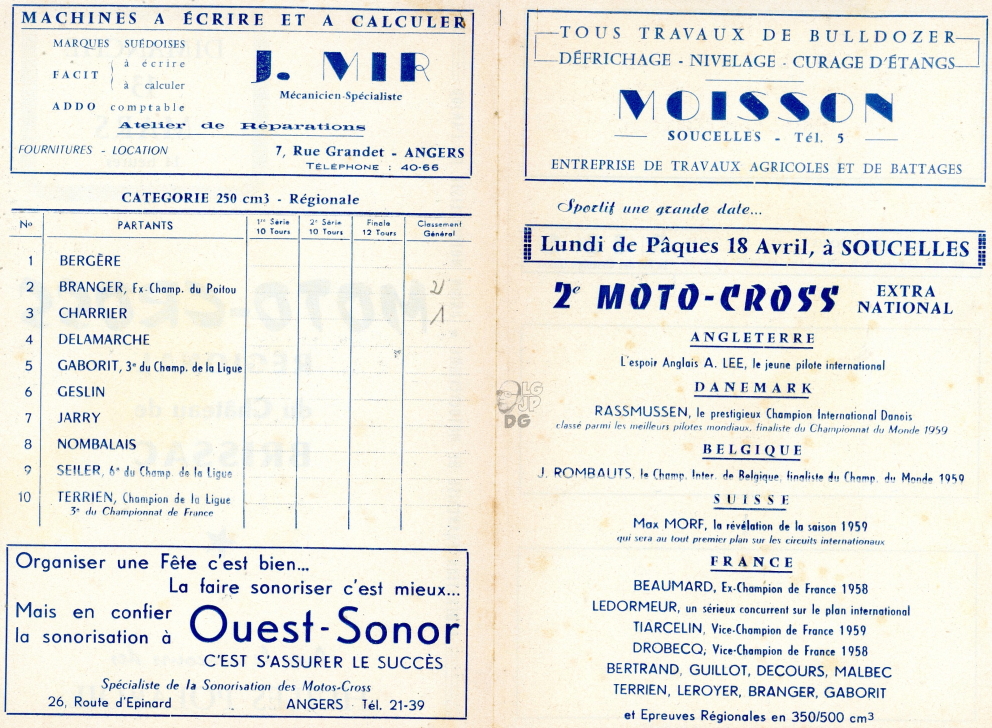 MACHINES A ÉCRIRE ET A CALCULER
MARQUES SUÉDOISES
FACIT { à écrire
à calculer
ADDO comptable
J. MIR
Mécanicien-Spécialiste
Atelier de Réparations
FOURNITURES - LOCATION
7, Rue Grandet - ANGERS
TÉLÉPHONE : 40-66
CATEGORIE 250 cm3 - Régionale
No PARTANTS 1re Série 10 Tours 2e Série 10 Tours Finale 12 Tours Classement Général
1 BERGÈRE
2 BRANGER, Ex-Champ. du Poitou 2
3 CHARRIER 1
4 DELAMARCHE
5 GABORIT, 3e du Champ. de la Ligue
6 GESLIN
7 JARRY
8 NOMBALAIS
9 SEILER, 6e du Champ. de la Ligue
10 TERRIEN, Champion de la Ligue
3e du Championnat de France
Organiser une Fête c'est bien...
La faire sonoriser c'est mieux...
Mais en confier
la sonorisation à
Ouest-Sonor
C'EST S'ASSURER LE SUCCÈS
Spécialiste de la Sonorisation des Motos-Cross
26, Route d'Epinard ANGERS Tél. 21-39
TOUS TRAVAUX DE BULLDOZER
DÉFRICHAGE - NIVELAGE - CURAGE D'ÉTANGS
MOISSON
SOUCELLES - Tél. 5
ENTREPRISE DE TRAVAUX AGRICOLES ET DE BATTAGES
Sportif une grande date...
Lundi de Pâques 18 Avril, à SOUCELLES
2e MOTO-CROSS EXTRA NATIONAL
ANGLETERRE
L'espoir Anglais A. LEE, le jeune pilote international
DANEMARK
RASSMUSSEN, le prestigieux Champion International Danois
classé parmi les meilleurs pilotes mondiaux, finaliste du Championnat du Monde 1959
BELGIQUE
J. ROMBAUTS, le Champ. Inter. de Belgique, finaliste du Champ. du Monde 1959
SUISSE
Max MORF, la révélation de la saison 1959
qui sera au tout premier plan sur les circuits internationaux
FRANCE
BEAUMARD, Ex-Champion de France 1958
LEDORMEUR, un sérieux concurrent sur le plan international
TIARCELIN, Vice-Champion de France 1959
DROBECQ, Vice-Champion de France 1958
BERTRAND, GUILLOT, DECOURS, MALBEC
TERRIEN, LEROYER, BRANGER, GABORIT
et Epreuves Régionales en 350/500 cm3
LG
JP
DG